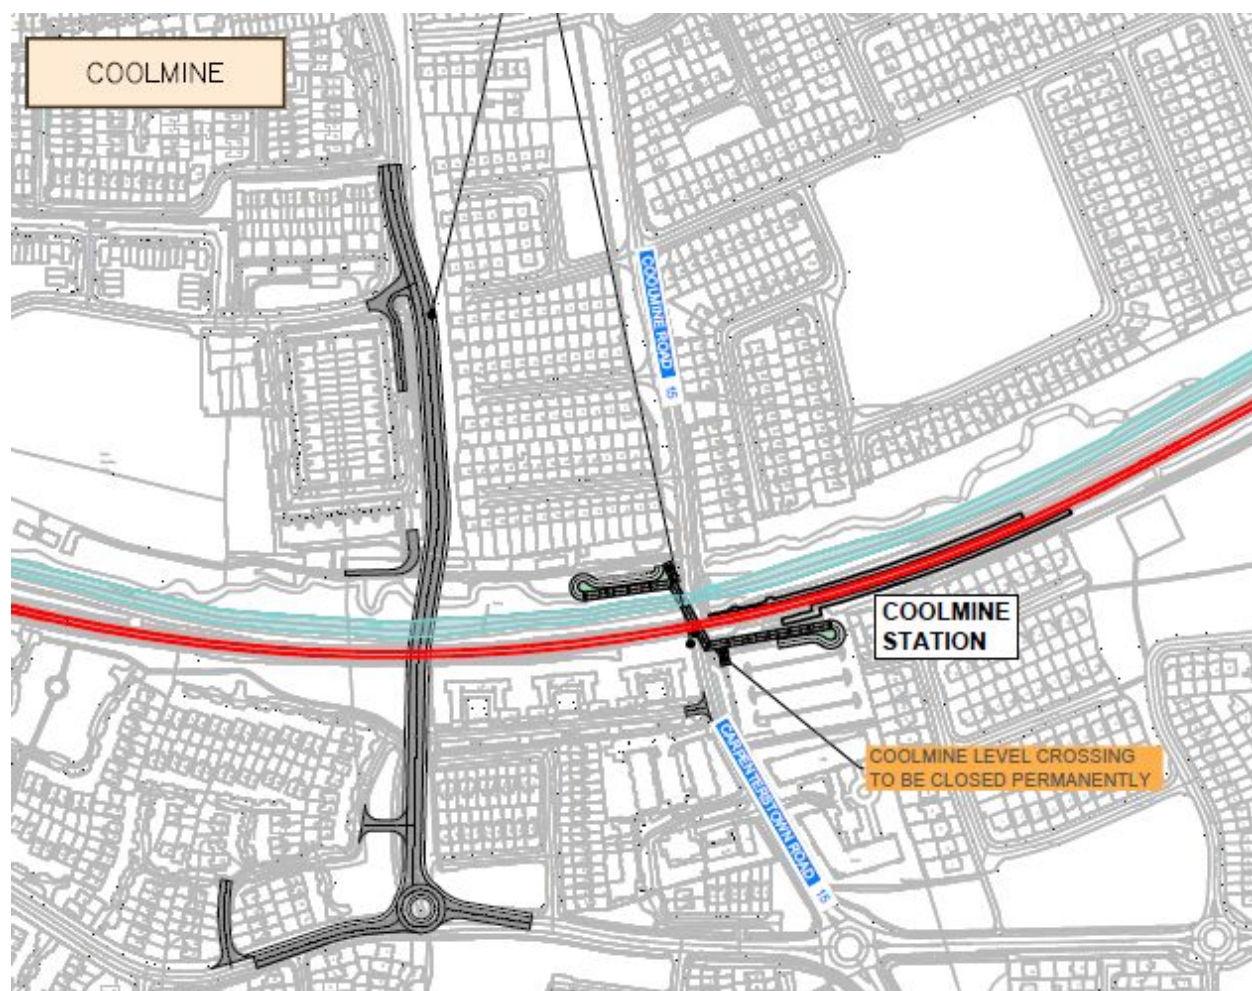 COOLMINE
COOLMINE ROAD 15
COOLMINE
STATION
CARPENTERSTOWN ROAD 15
COOLMINE LEVEL CROSSING
TO BE CLOSED PERMANENTLY